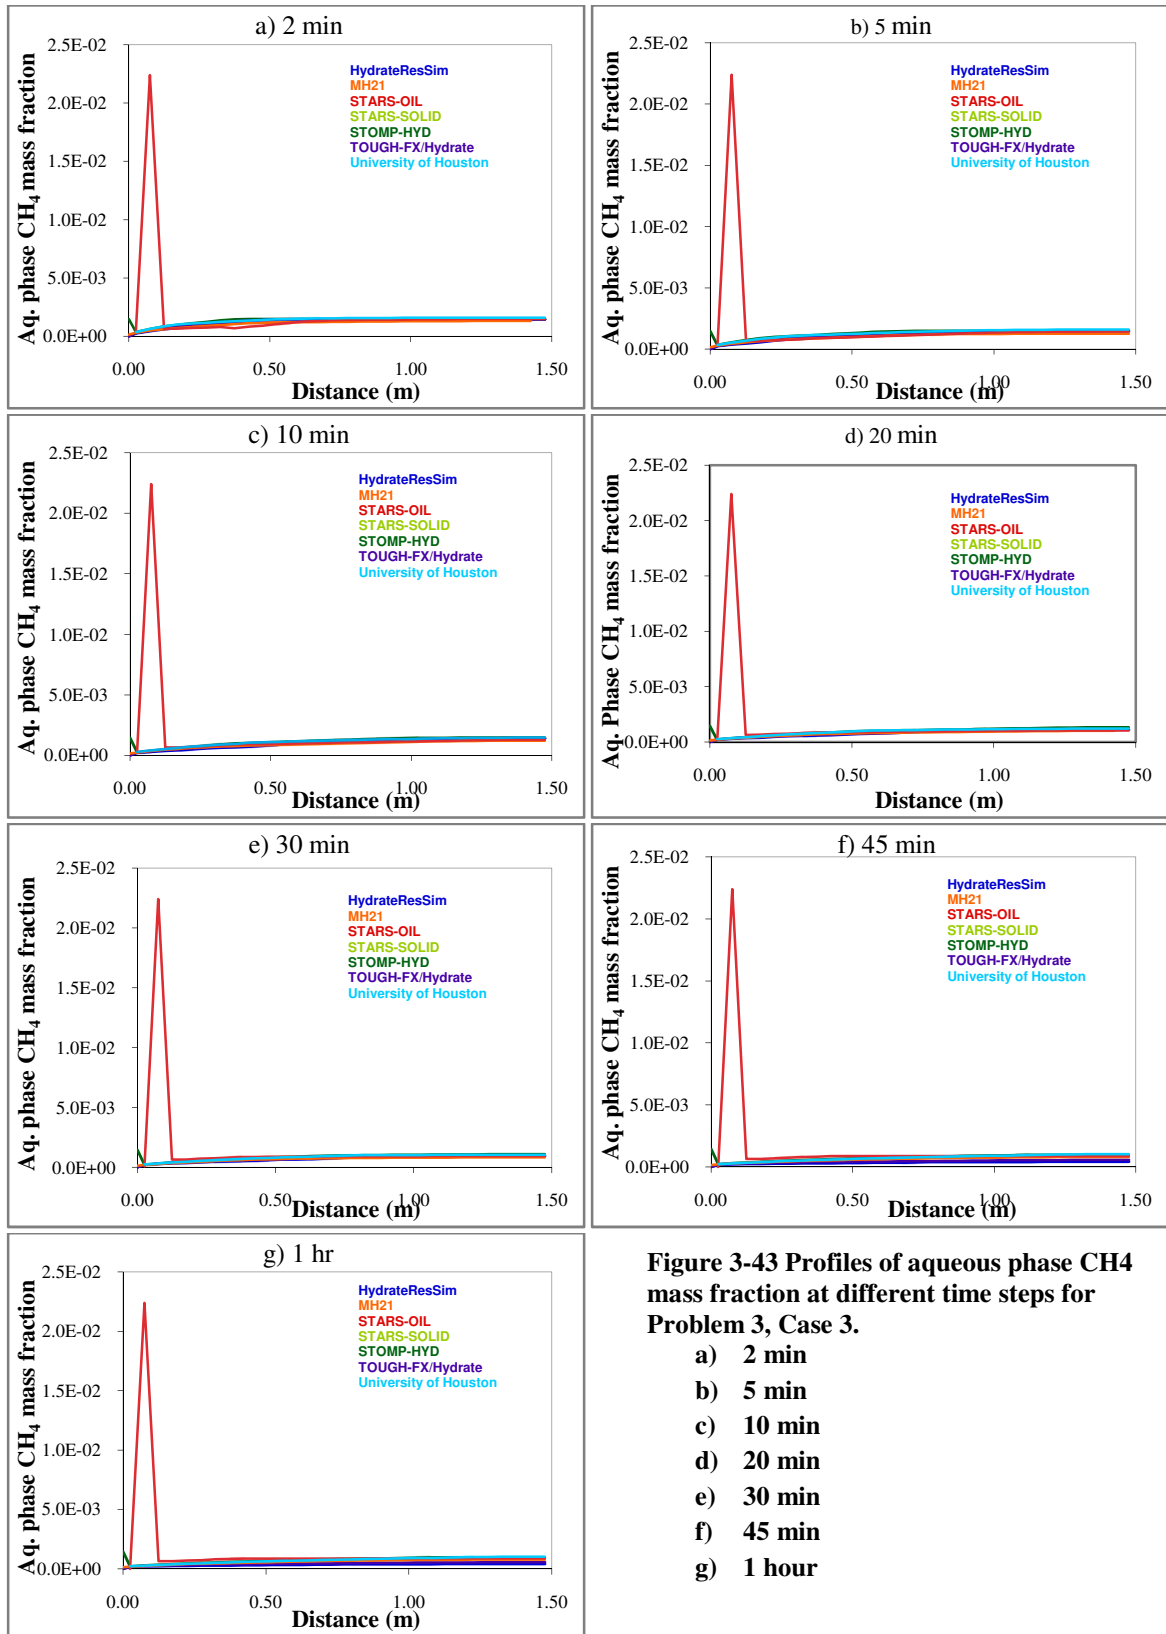 a) 2 min
Aq. phase CH4 mass fraction
2.5E-02
2.0E-02
1.5E-02
1.0E-02
5.0E-03
0.0E+00
HydrateResSim
MH21
STARS-OIL
STARS-SOLID
STOMP-HYD
TOUGH-FX/Hydrate
University of Houston
0.00 0.50 1.00 1.50
Distance (m)
b) 5 min
Aq. phase CH4 mass fraction
2.5E-02
2.0E-02
1.5E-02
1.0E-02
5.0E-03
0.0E+00
HydrateResSim
MH21
STARS-OIL
STARS-SOLID
STOMP-HYD
TOUGH-FX/Hydrate
University of Houston
0.00 0.50 1.00 1.50
Distance (m)
c) 10 min
Aq. phase CH4 mass fraction
2.5E-02
2.0E-02
1.5E-02
1.0E-02
5.0E-03
0.0E+00
HydrateResSim
MH21
STARS-OIL
STARS-SOLID
STOMP-HYD
TOUGH-FX/Hydrate
University of Houston
0.00 0.50 1.00 1.50
Distance (m)
d) 20 min
Aq. Phase CH4 mass fraction
2.5E-02
2.0E-02
1.5E-02
1.0E-02
5.0E-03
0.0E+00
HydrateResSim
MH21
STARS-OIL
STARS-SOLID
STOMP-HYD
TOUGH-FX/Hydrate
University of Houston
0.00 0.50 1.00 1.50
Distance (m)
e) 30 min
Aq. phase CH4 mass fraction
2.5E-02
2.0E-02
1.5E-02
1.0E-02
5.0E-03
0.0E+00
HydrateResSim
MH21
STARS-OIL
STARS-SOLID
STOMP-HYD
TOUGH-FX/Hydrate
University of Houston
0.00 0.50 1.00 1.50
Distance (m)
f) 45 min
Aq. phase CH4 mass fraction
2.5E-02
2.0E-02
1.5E-02
1.0E-02
5.0E-03
0.0E+00
HydrateResSim
MH21
STARS-OIL
STARS-SOLID
STOMP-HYD
TOUGH-FX/Hydrate
University of Houston
0.00 0.50 1.00 1.50
Distance (m)
g) 1 hr
Aq. phase CH4 mass fraction
2.5E-02
2.0E-02
1.5E-02
1.0E-02
5.0E-03
0.0E+00
HydrateResSim
MH21
STARS-OIL
STARS-SOLID
STOMP-HYD
TOUGH-FX/Hydrate
University of Houston
0.00 0.50 1.00 1.50
Distance (m)
Figure 3-43 Profiles of aqueous phase CH4
mass fraction at different time steps for
Problem 3, Case 3.
a) 2 min
b) 5 min
c) 10 min
d) 20 min
e) 30 min
f) 45 min
g) 1 hour